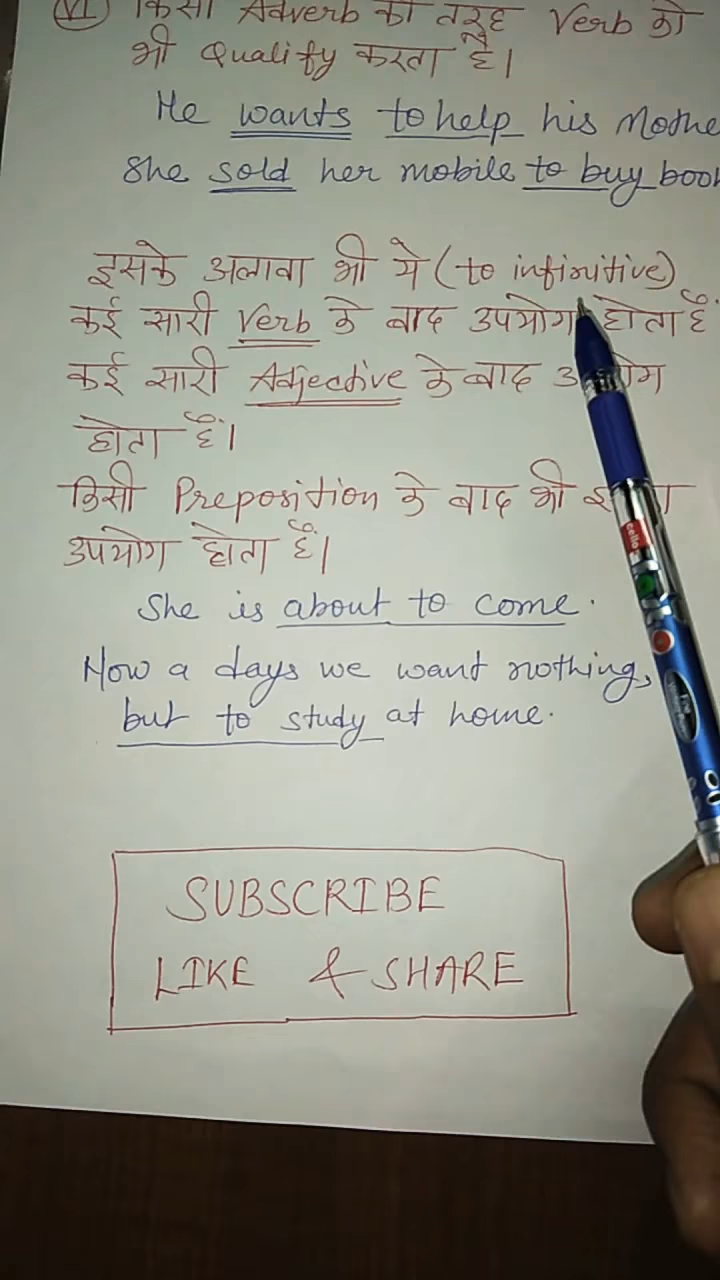 VI किसी Adverb की तरह Verb को
भी Qualify करता है।
He wants to help his Mothe
She sold her mobile to buy book
इसके अलावा भी ये (to infinitive)
कई सारी Verb के बाद उपयोग होता है
कई सारी Adjective के बाद
होता है।
किसी Preposition के बाद भी
उपयोग होता है।
She is about to come.
Now a days we want nothing,
but to study at home.
cello
SUBSCRIBE
LIKE & SHARE